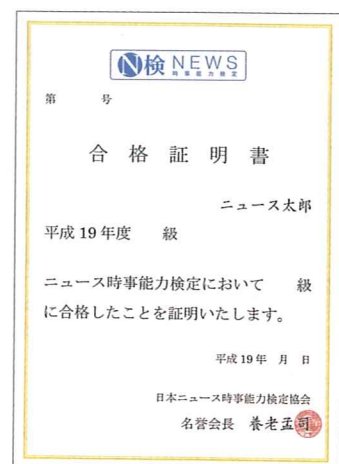 N検 NEWS
時事能力検定
第 号
合格証明書
ニュース太郎
平成19年度 級
ニュース時事能力検定において 級
に合格したことを証明いたします。
平成19年 月 日
日本ニュース時事能力検定協会
名誉会長 養老孟司